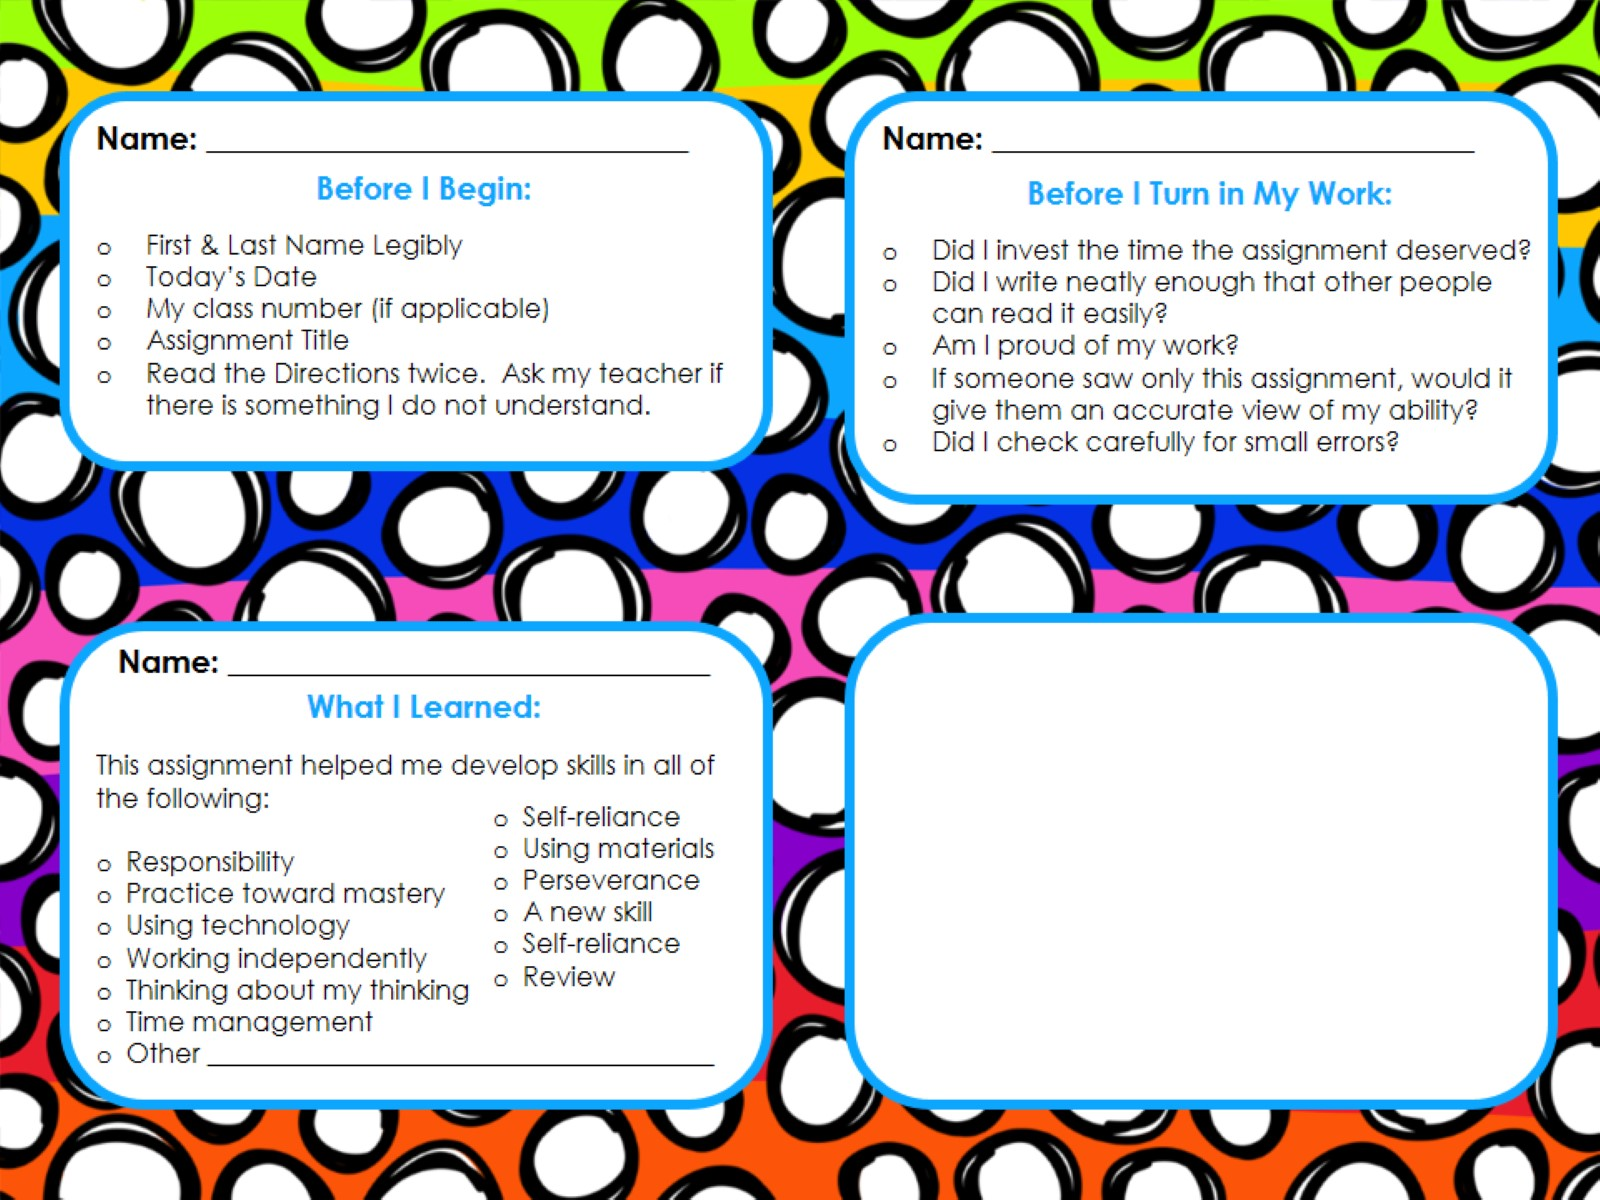 Name: ______________________________
Before I Begin:
o First & Last Name Legibly
o Today's Date
o My class number (if applicable)
o Assignment Title
o Read the Directions twice.  Ask my teacher if
there is something I do not understand.
Name: ______________________________
Before I Turn in My Work:
o Did I invest the time the assignment deserved?
o Did I write neatly enough that other people
can read it easily?
o Am I proud of my work?
o If someone saw only this assignment, would it
give them an accurate view of my ability?
o Did I check carefully for small errors?
Name: ______________________________
What I Learned:
This assignment helped me develop skills in all of
the following:
o Responsibility
o Practice toward mastery
o Using technology
o Working independently
o Thinking about my thinking
o Time management
o Other ______________________________
o Self-reliance
o Using materials
o Perseverance
o A new skill
o Self-reliance
o Review